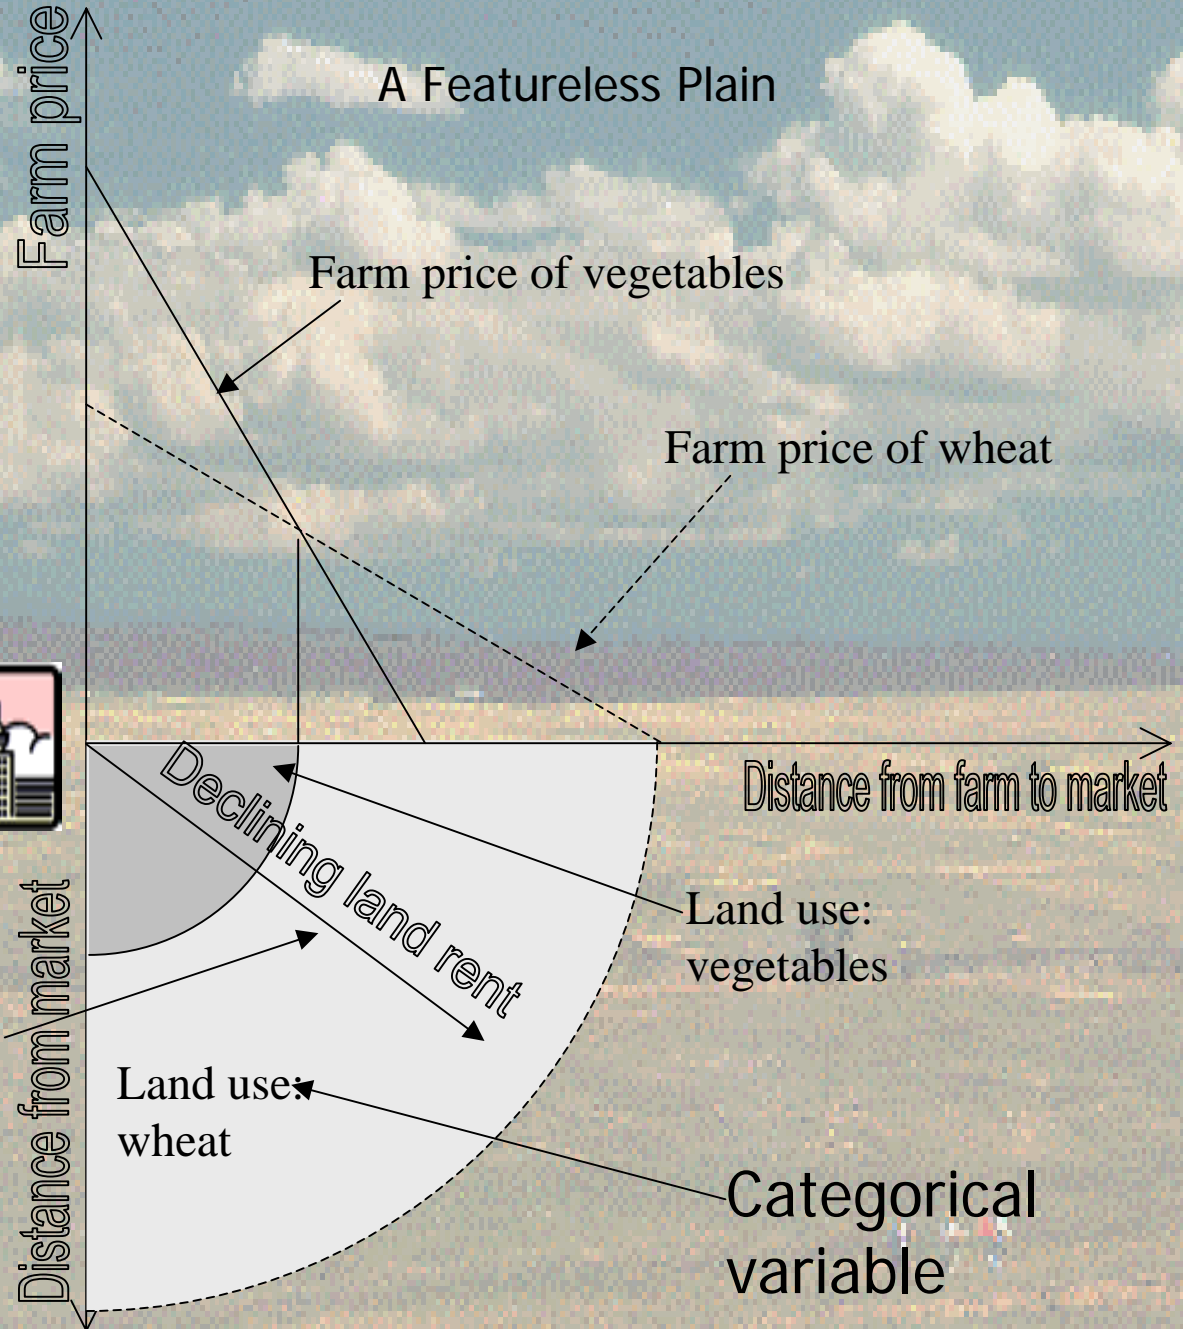 Farm price
A Featureless Plain
Farm price of vegetables
Farm price of wheat
Distance from farm to market
Declining land rent
Land use:
vegetables
Distance from market
Land use:
wheat
Categorical
variable